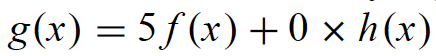 g(x) = 5f(x) + 0 × h(x)